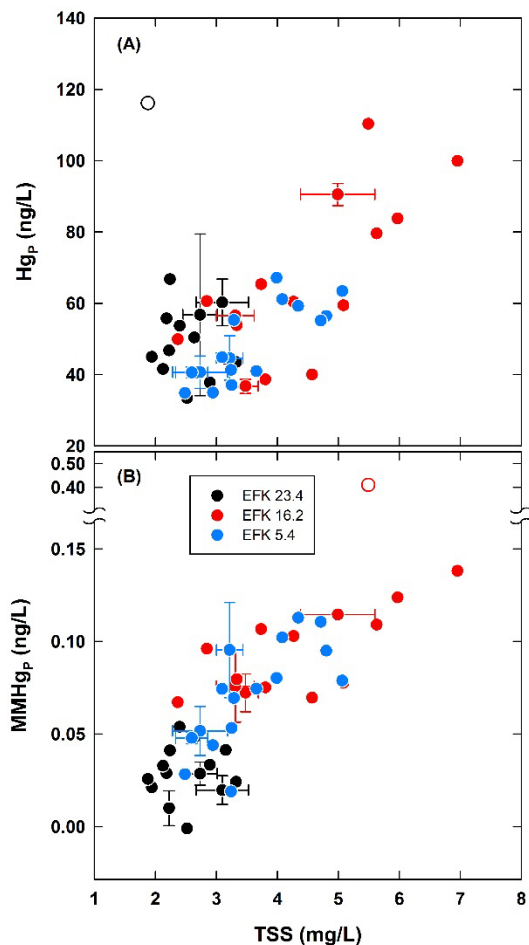 140
(A)
120
100
80
60
40
20
Hg_P (ng/L)
0.50
(B)
0.40
EFK 23.4
EFK 16.2
EFK 5.4
0.15
0.10
0.05
0.00
MMHg_P (ng/L)
1 2 3 4 5 6 7 8
TSS (mg/L)